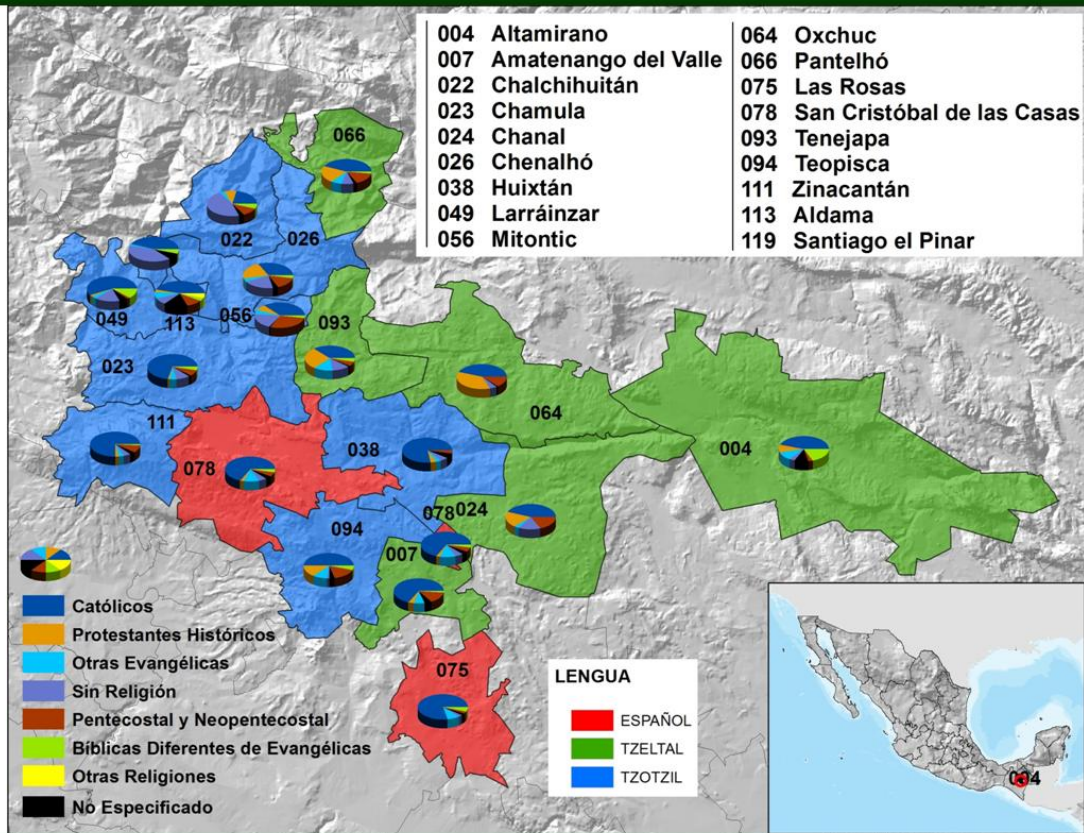 004 Altamirano
007 Amatenango del Valle
022 Chalchihuitán
023 Chamula
024 Chanal
026 Chenalhó
038 Huixtán
049 Larráinzar
056 Mitontic
064 Oxchuc
066 Pantelhó
075 Las Rosas
078 San Cristóbal de las Casas
093 Tenejapa
094 Teopisca
111 Zinacantán
113 Aldama
119 Santiago el Pinar
066
022
026
049
113
056
093
023
064
111
004
038
078
078
024
094
007
075
Católicos
Protestantes Históricos
Otras Evangélicas
Sin Religión
Pentecostal y Neopentecostal
Bíblicas Diferentes de Evangélicas
Otras Religiones
No Especificado
LENGUA
ESPAÑOL
TZELTAL
TZOTZIL
004